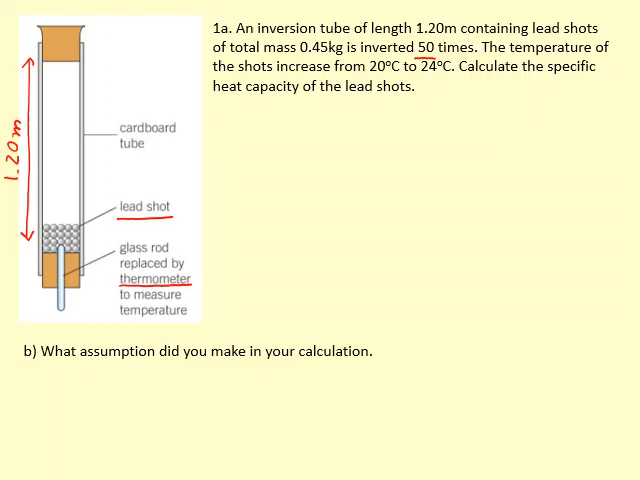 1a. An inversion tube of length 1.20m containing lead shots
of total mass 0.45kg is inverted 50 times. The temperature of
the shots increase from 20°C to 24°C. Calculate the specific
heat capacity of the lead shots.
1.20m
cardboard
tube
lead shot
glass rod
replaced by
thermometer
to measure
temperature
b) What assumption did you make in your calculation.